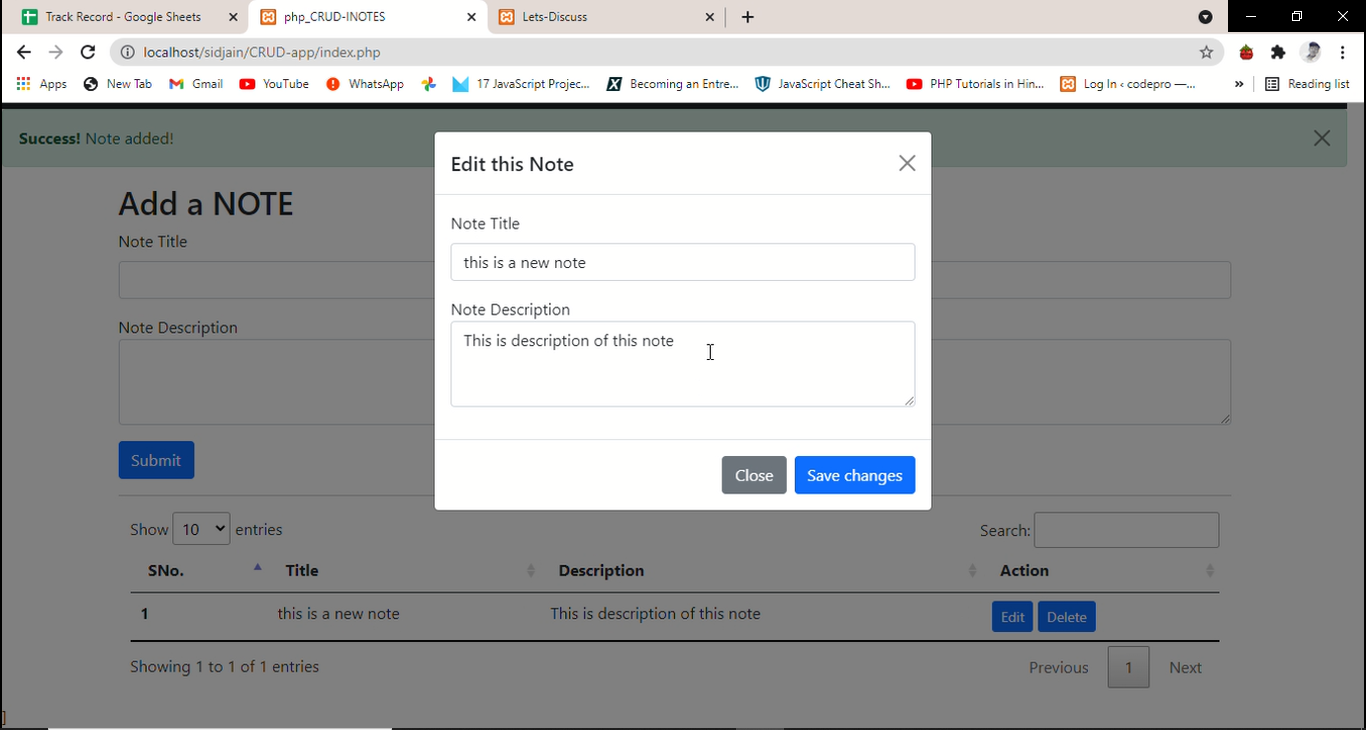 Track Record - Google Sheets
php_CRUD-INOTES
Lets-Discuss
localhost/sidjain/CRUD-app/index.php
Apps New Tab Gmail YouTube WhatsApp 17 JavaScript Projec... Becoming an Entre... JavaScript Cheat Sh... PHP Tutorials in Hin... Log In ‹ codepro —... » Reading list
Success! Note added!
Add a NOTE
Note Title
Note Description
Submit
Edit this Note
Note Title
this is a new note
Note Description
This is description of this note
Close Save changes
Show 10 entries Search:
SNo. Title Description Action
1 this is a new note This is description of this note Edit Delete
Showing 1 to 1 of 1 entries Previous 1 Next
]